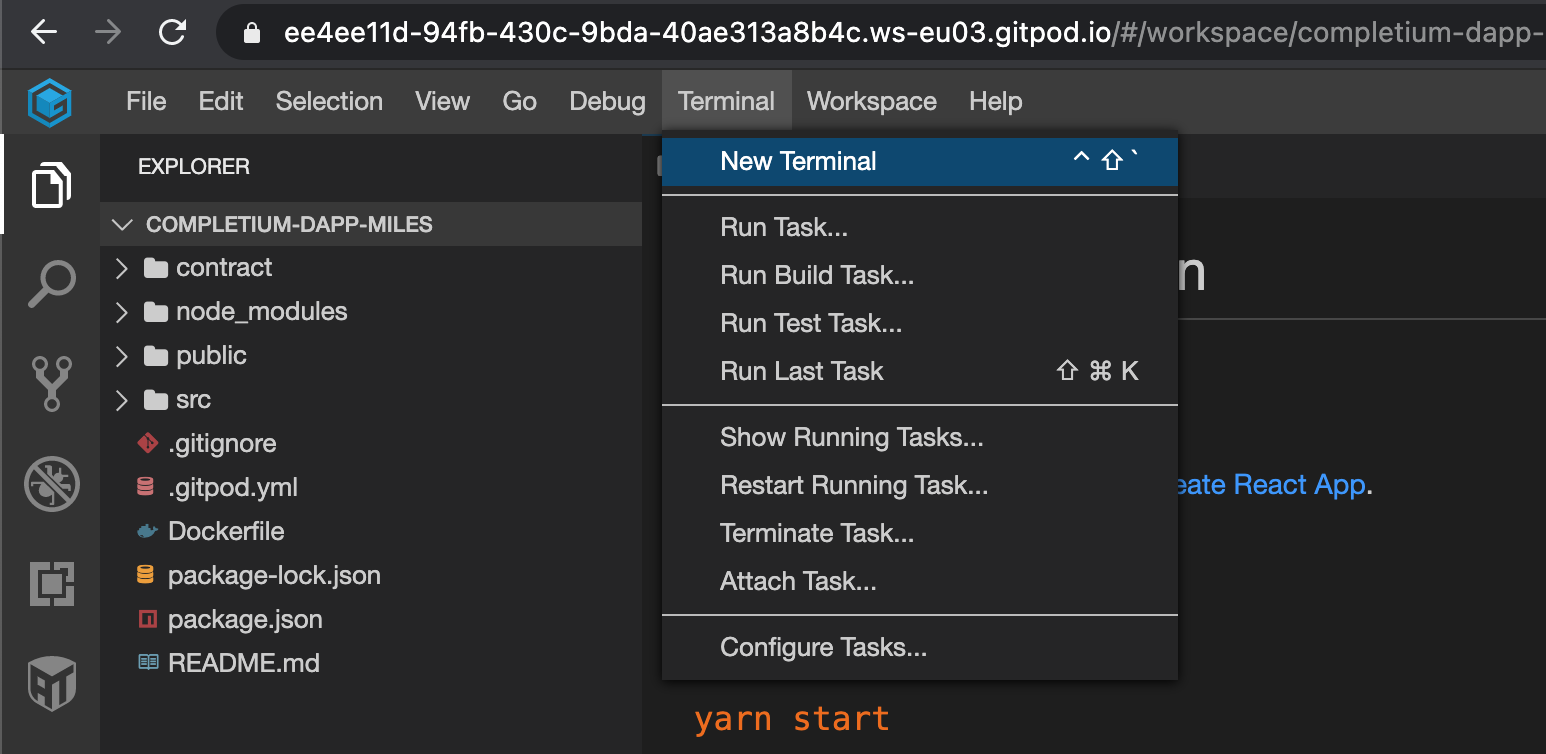 ee4ee11d-94fb-430c-9bda-40ae313a8b4c.ws-eu03.gitpod.io/#/workspace/completium-dapp-
File Edit Selection View Go Debug Terminal Workspace Help
EXPLORER
COMPLETIUM-DAPP-MILES
contract
node_modules
public
src
.gitignore
.gitpod.yml
Dockerfile
package-lock.json
package.json
README.md
New Terminal ^ ⇧ `
Run Task...
Run Build Task...
Run Test Task...
Run Last Task ⇧ ⌘ K
Show Running Tasks...
Restart Running Task...
Terminate Task...
Attach Task...
Configure Tasks...
n
eate React App.
yarn start